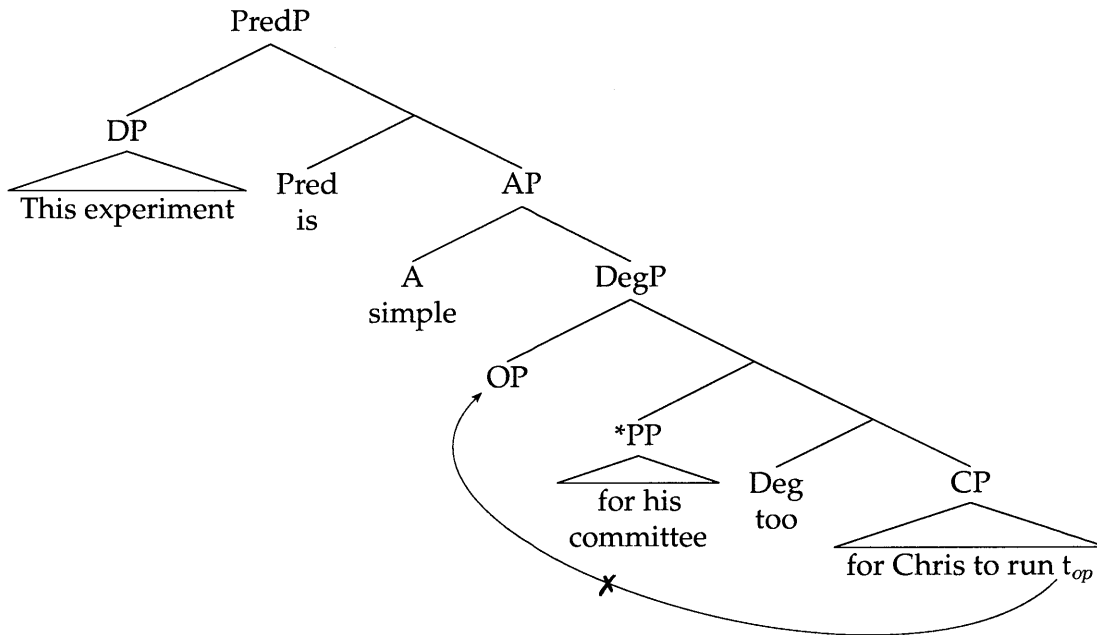 PredP
DP
This experiment
Pred
is
AP
A
simple
DegP
OP
*PP
for his
committee
Deg
too
CP
for Chris to run t_op
✗